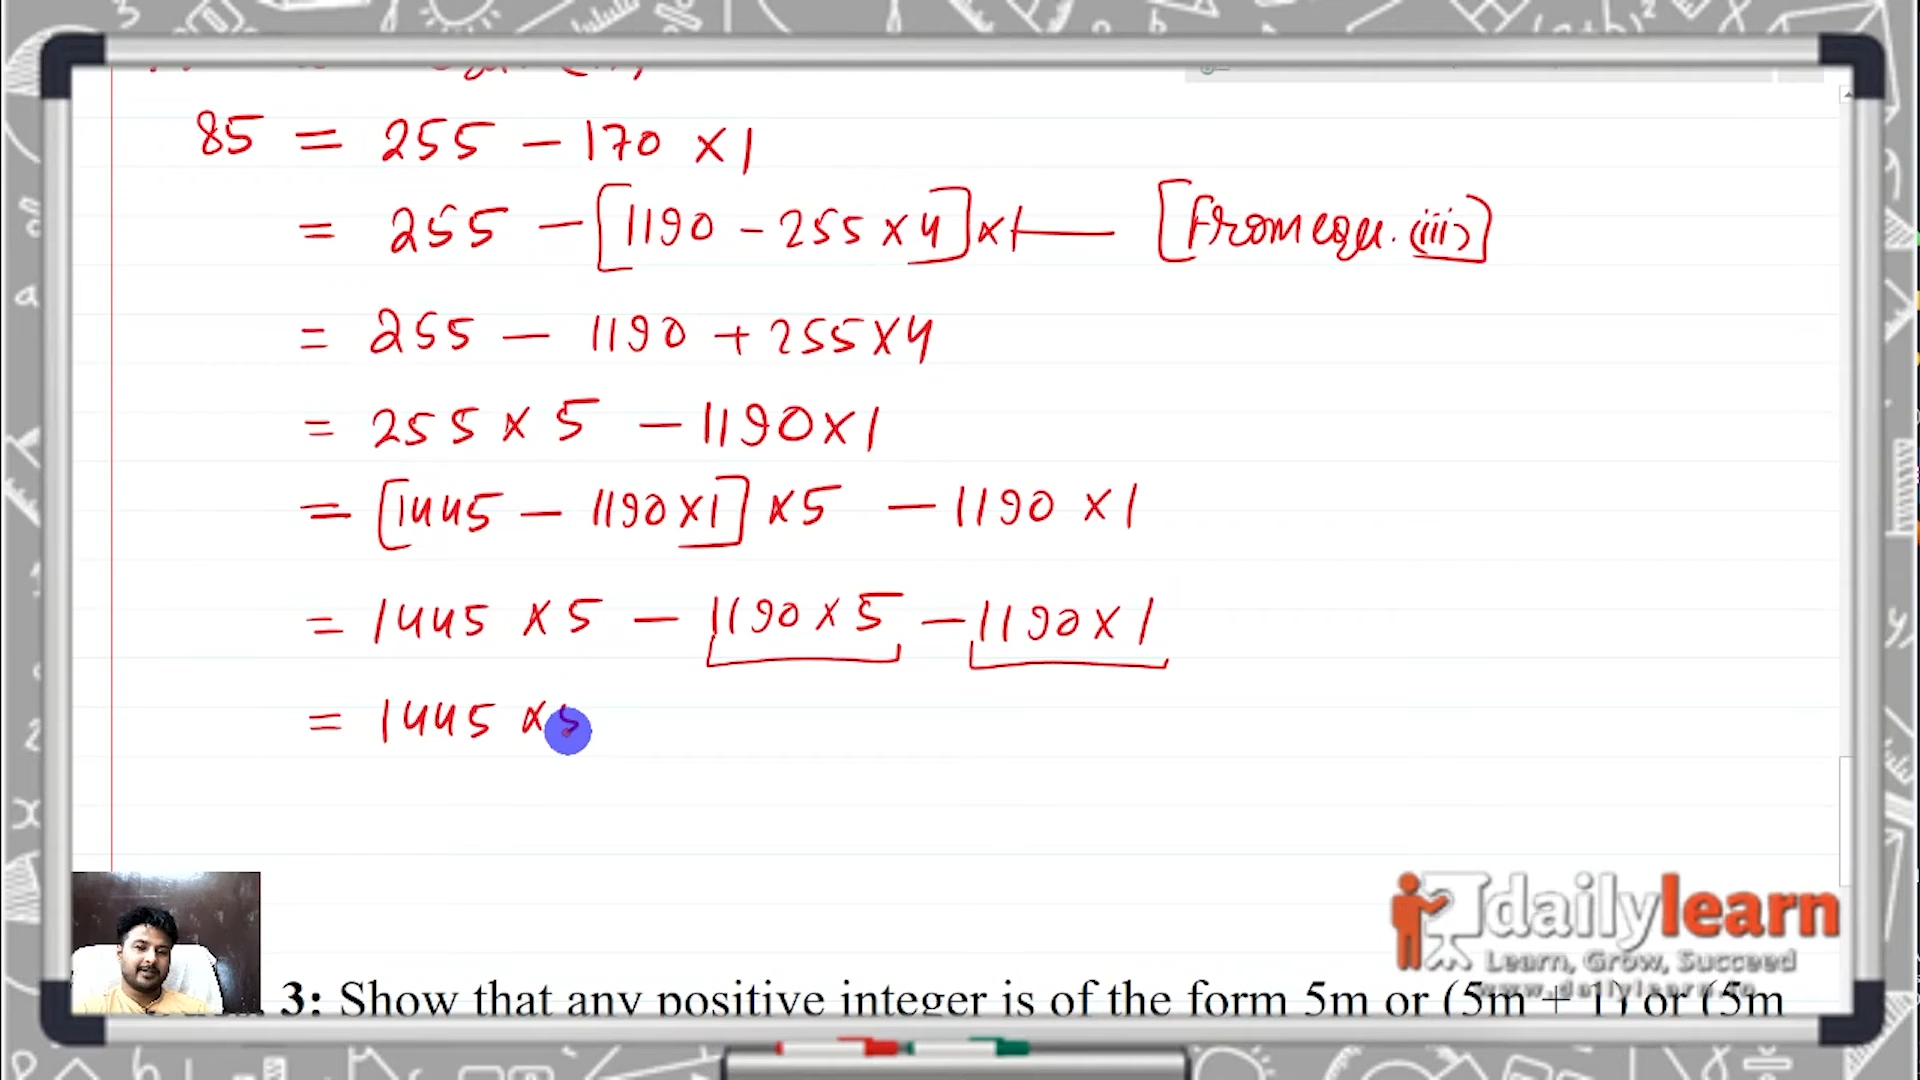 85 = 255 - 170 × 1
= 255 - [1190 - 255 × 4] × 1 — [From equ. (iii)]
= 255 - 1190 + 255 × 4
= 255 × 5 - 1190 × 1
= [1445 - 1190 × 1] × 5 - 1190 × 1
= 1445 × 5 - 1190 × 5 - 1190 × 1
= 1445 × 5
dailylearn
Learn, Grow, Succeed
3: Show that any positive integer is of the form 5m or (5m + 1) or (5m